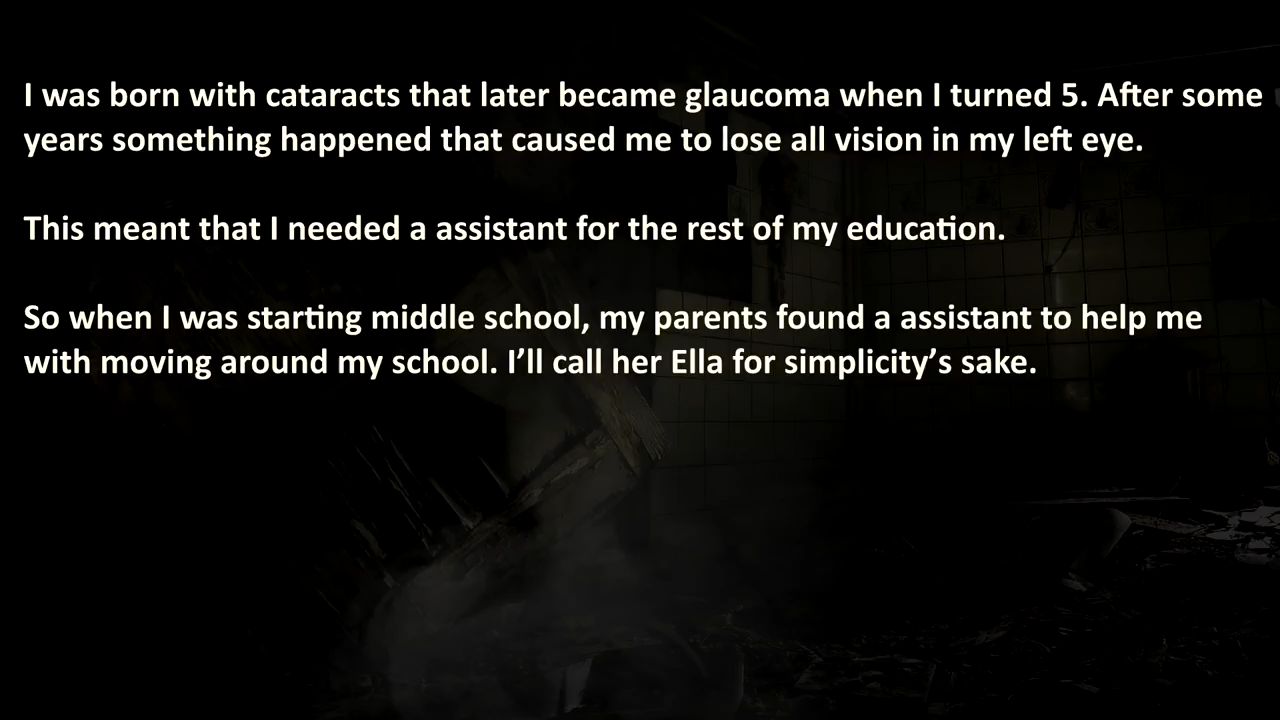 I was born with cataracts that later became glaucoma when I turned 5. After some
years something happened that caused me to lose all vision in my left eye.
This meant that I needed a assistant for the rest of my education.
So when I was starting middle school, my parents found a assistant to help me
with moving around my school. I’ll call her Ella for simplicity’s sake.